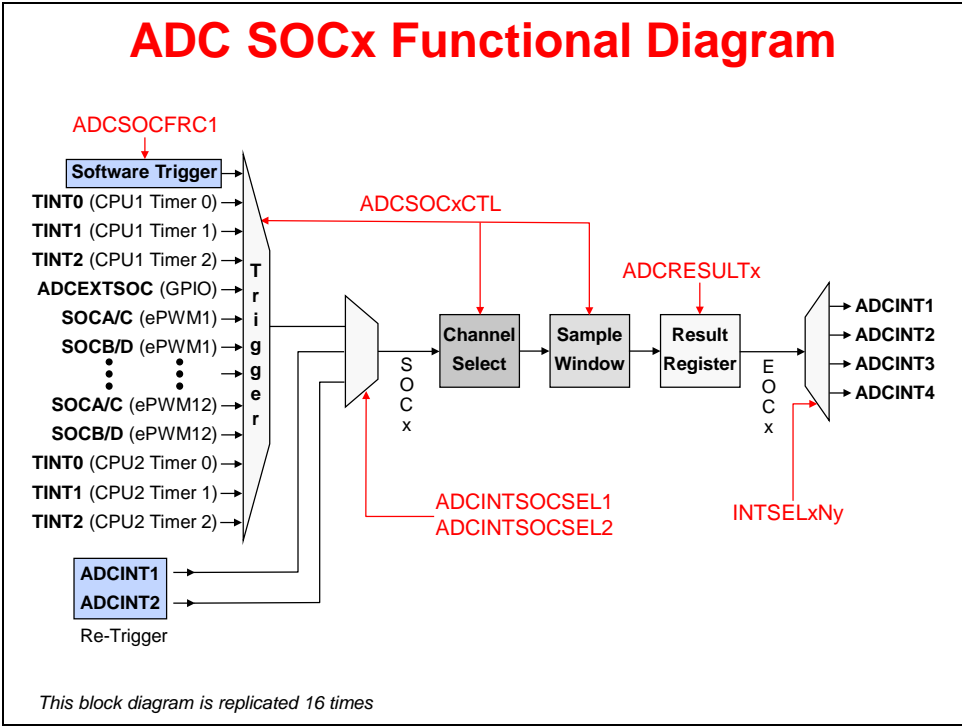 ADC SOCx Functional Diagram
ADCSOCFRC1
Software Trigger
TINT0 (CPU1 Timer 0)
TINT1 (CPU1 Timer 1)
TINT2 (CPU1 Timer 2)
ADCEXTSOC (GPIO)
SOCA/C (ePWM1)
SOCB/D (ePWM1)
SOCA/C (ePWM12)
SOCB/D (ePWM12)
TINT0 (CPU2 Timer 0)
TINT1 (CPU2 Timer 1)
TINT2 (CPU2 Timer 2)
Trigger
ADCINT1
ADCINT2
Re-Trigger
ADCSOCxCTL
SOCx
Channel
Select
Sample
Window
ADCRESULTx
Result
Register
EOCx
ADCINT1
ADCINT2
ADCINT3
ADCINT4
ADCINTSOCSEL1
ADCINTSOCSEL2
INTSELxNy
This block diagram is replicated 16 times